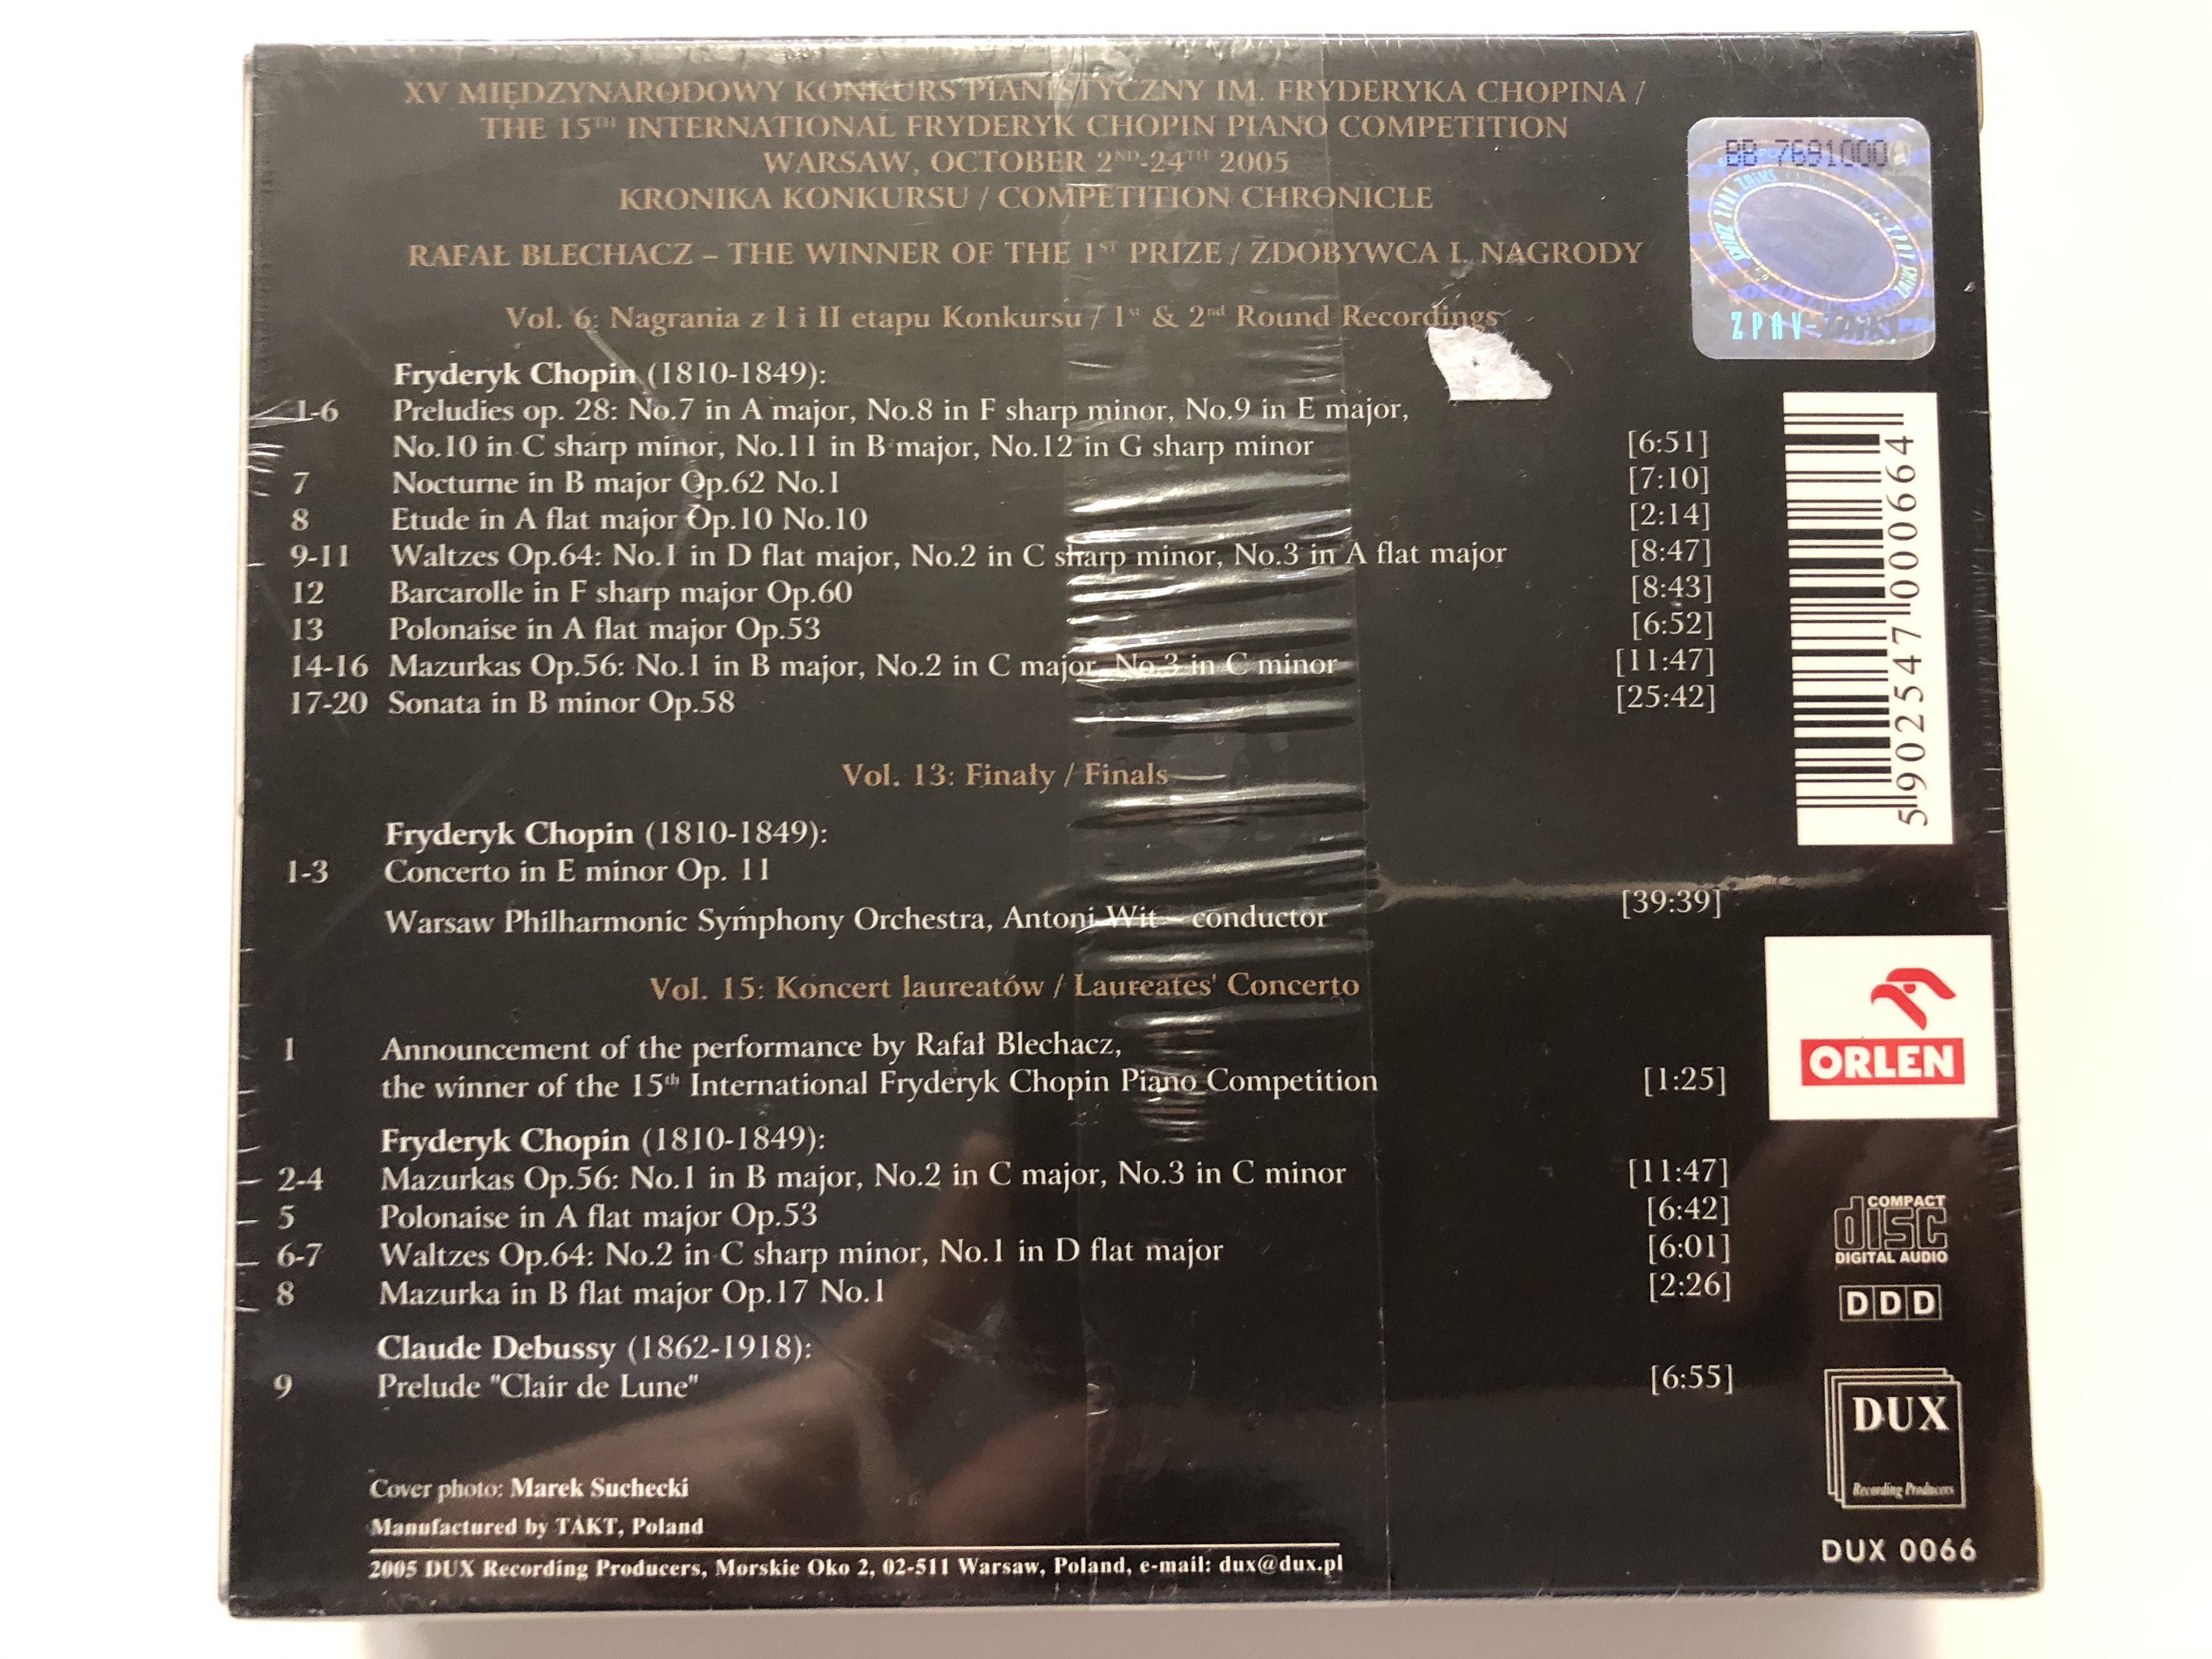 XV MIĘDZYNARODOWY KONKURS PIANISTYCZNY IM. FRYDERYKA CHOPINA /
THE 15TH INTERNATIONAL FRYDERYK CHOPIN PIANO COMPETITION
WARSAW, OCTOBER 2ND-24TH 2005
KRONIKA KONKURSU / COMPETITION CHRONICLE
RAFAŁ BLECHACZ – THE WINNER OF THE 1ST PRIZE / ZDOBYWCA I. NAGRODY
BB 7691000
ZPAV-ZAiKS
Vol. 6: Nagrania z I i II etapu Konkursu / 1st & 2nd Round Recordings
Fryderyk Chopin (1810-1849):
1-6 Preludies op. 28: No.7 in A major, No.8 in F sharp minor, No.9 in E major,
No.10 in C sharp minor, No.11 in B major, No.12 in G sharp minor [6:51]
7 Nocturne in B major Op.62 No.1 [7:10]
8 Etude in A flat major Op.10 No.10 [2:14]
9-11 Waltzes Op.64: No.1 in D flat major, No.2 in C sharp minor, No.3 in A flat major [8:47]
12 Barcarolle in F sharp major Op.60 [8:43]
13 Polonaise in A flat major Op.53 [6:52]
14-16 Mazurkas Op.56: No.1 in B major, No.2 in C major, No.3 in C minor [11:47]
17-20 Sonata in B minor Op.58 [25:42]
5 902547 000664
Vol. 13: Finały / Finals
Fryderyk Chopin (1810-1849):
1-3 Concerto in E minor Op. 11
[39:39]
Warsaw Philharmonic Symphony Orchestra, Antoni Wit – conductor
Vol. 15: Koncert laureatów / Laureates' Concerto
1 Announcement of the performance by Rafał Blechacz,
the winner of the 15th International Fryderyk Chopin Piano Competition [1:25]
ORLEN
Fryderyk Chopin (1810-1849):
2-4 Mazurkas Op.56: No.1 in B major, No.2 in C major, No.3 in C minor [11:47]
5 Polonaise in A flat major Op.53 [6:42]
6-7 Waltzes Op.64: No.2 in C sharp minor, No.1 in D flat major [6:01]
8 Mazurka in B flat major Op.17 No.1 [2:26]
Claude Debussy (1862-1918):
9 Prelude "Clair de Lune" [6:55]
COMPACT
disc
DIGITAL AUDIO
DDD
DUX
Recording Producers
DUX 0066
Cover photo: Marek Suchecki
Manufactured by TAKT, Poland
2005 DUX Recording Producers, Morskie Oko 2, 02-511 Warsaw, Poland, e-mail: dux@dux.pl